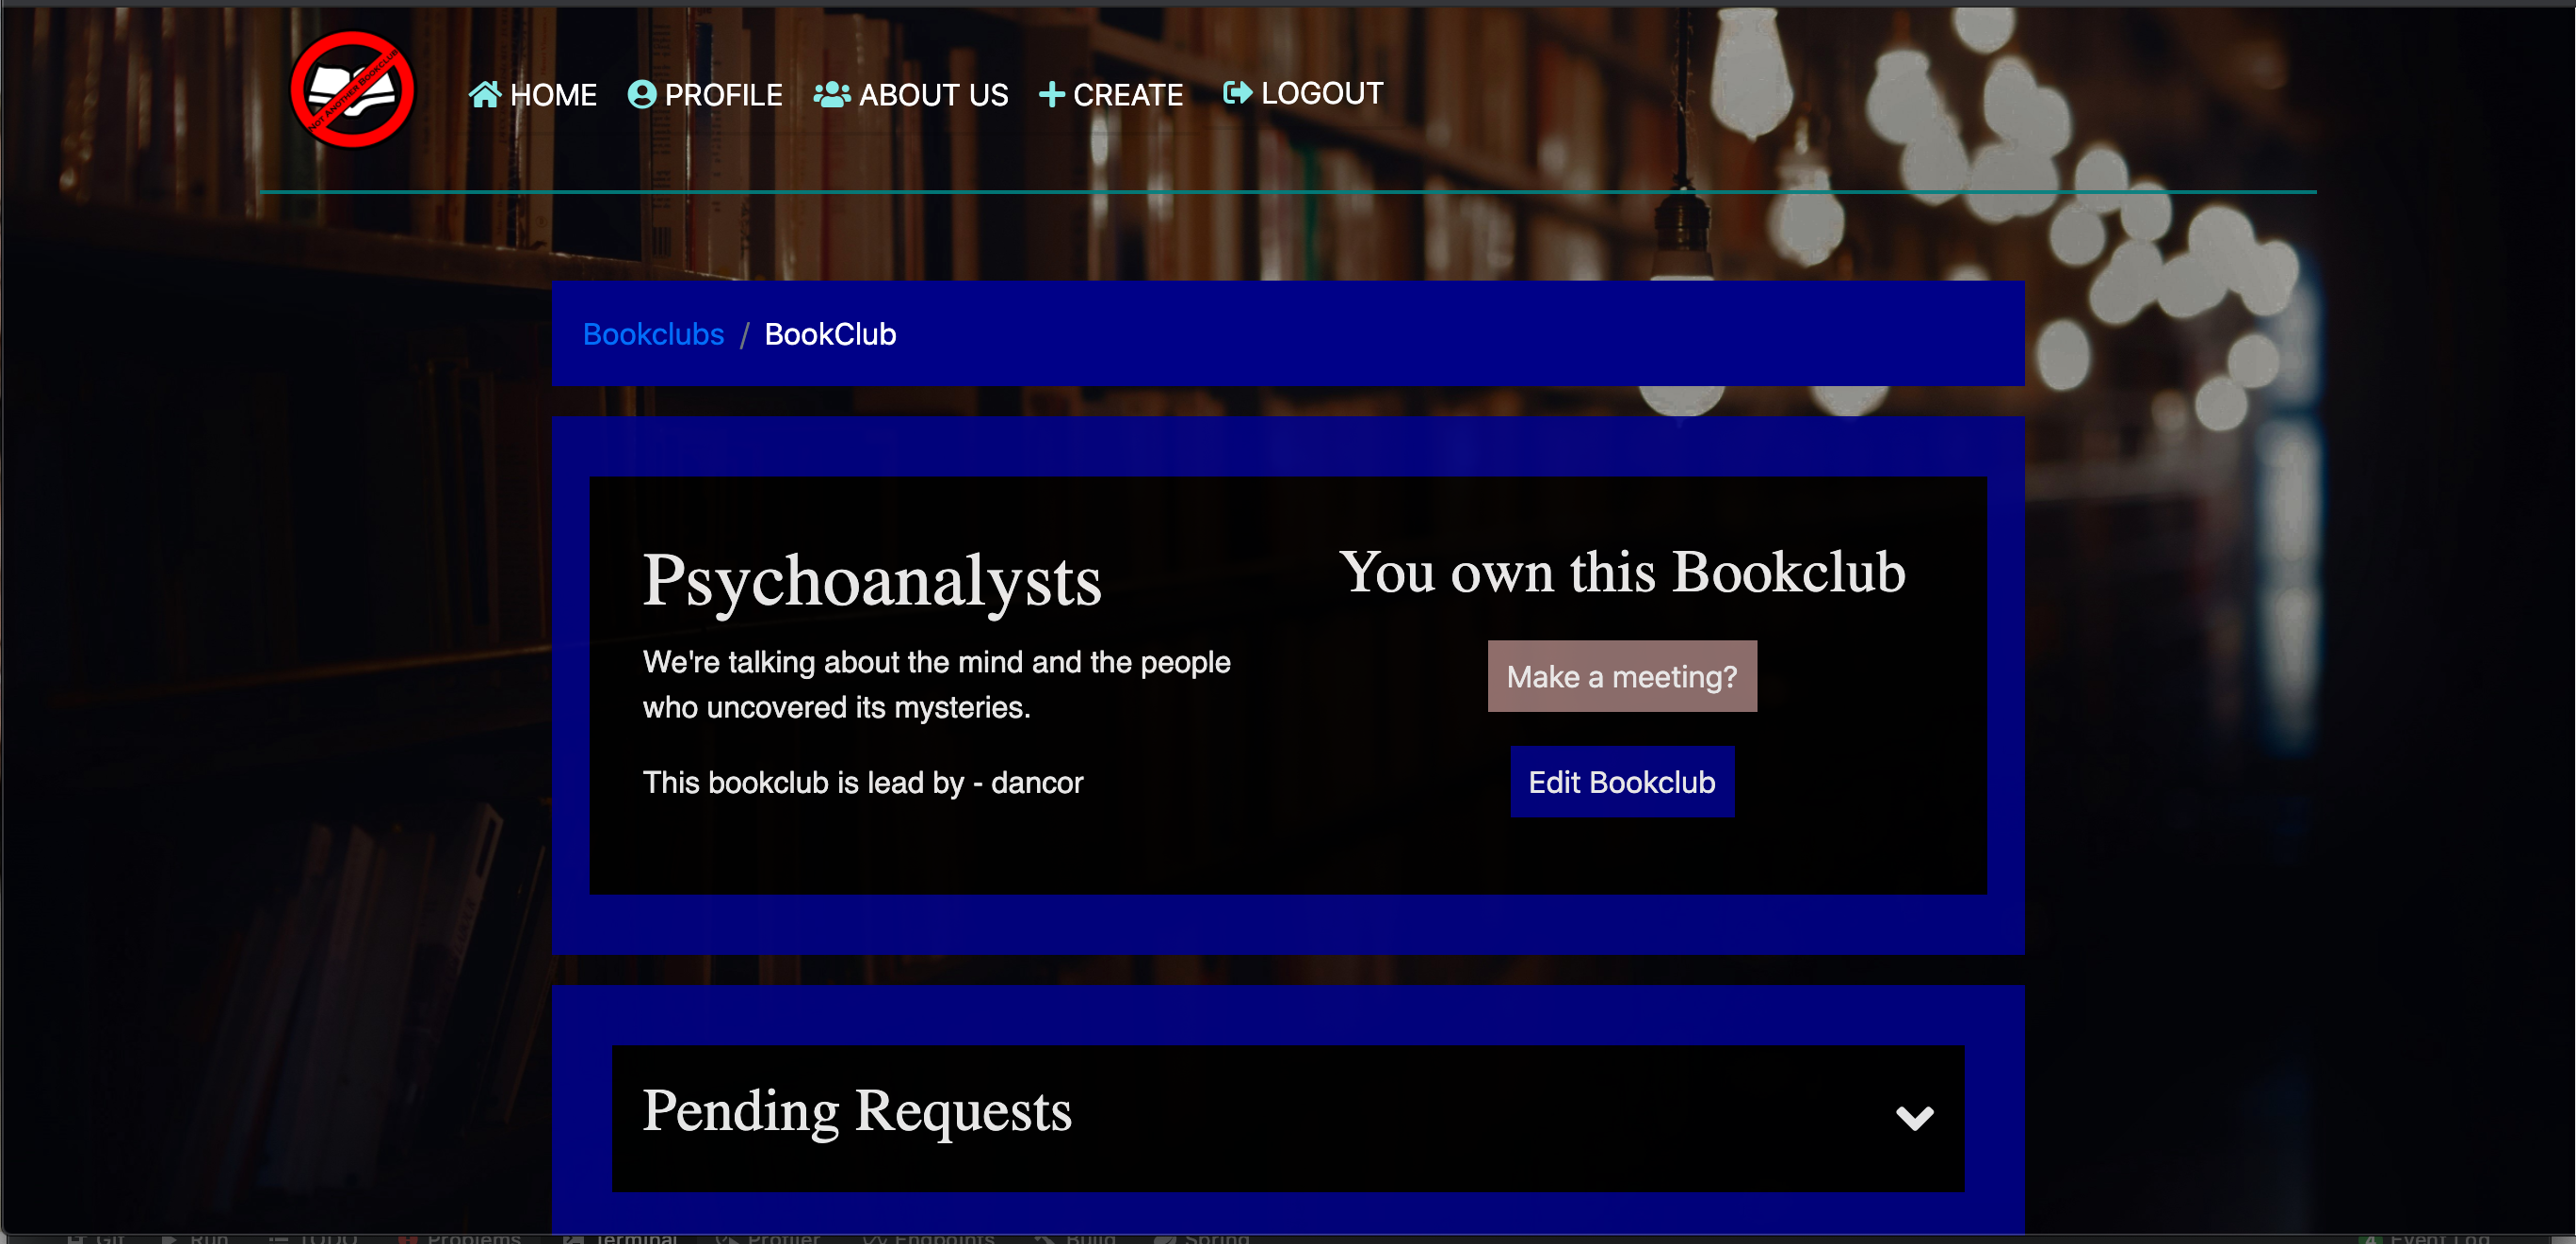 NOT ANOTHER BOOKCLUB
HOME PROFILE ABOUT US CREATE LOGOUT
Bookclubs / BookClub
Psychoanalysts
We're talking about the mind and the people
who uncovered its mysteries.
This bookclub is lead by - dancor
You own this Bookclub
Make a meeting?
Edit Bookclub
Pending Requests
Git Run TODO Problems Terminal Profiler Endpoints Build Spring 4 Event Log